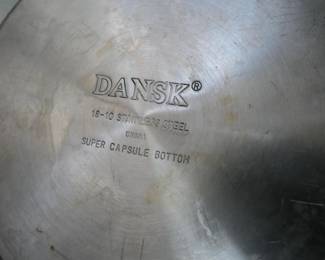 DANSK®
18-10 STAINLESS STEEL
SUPER CAPSULE BOTTOM